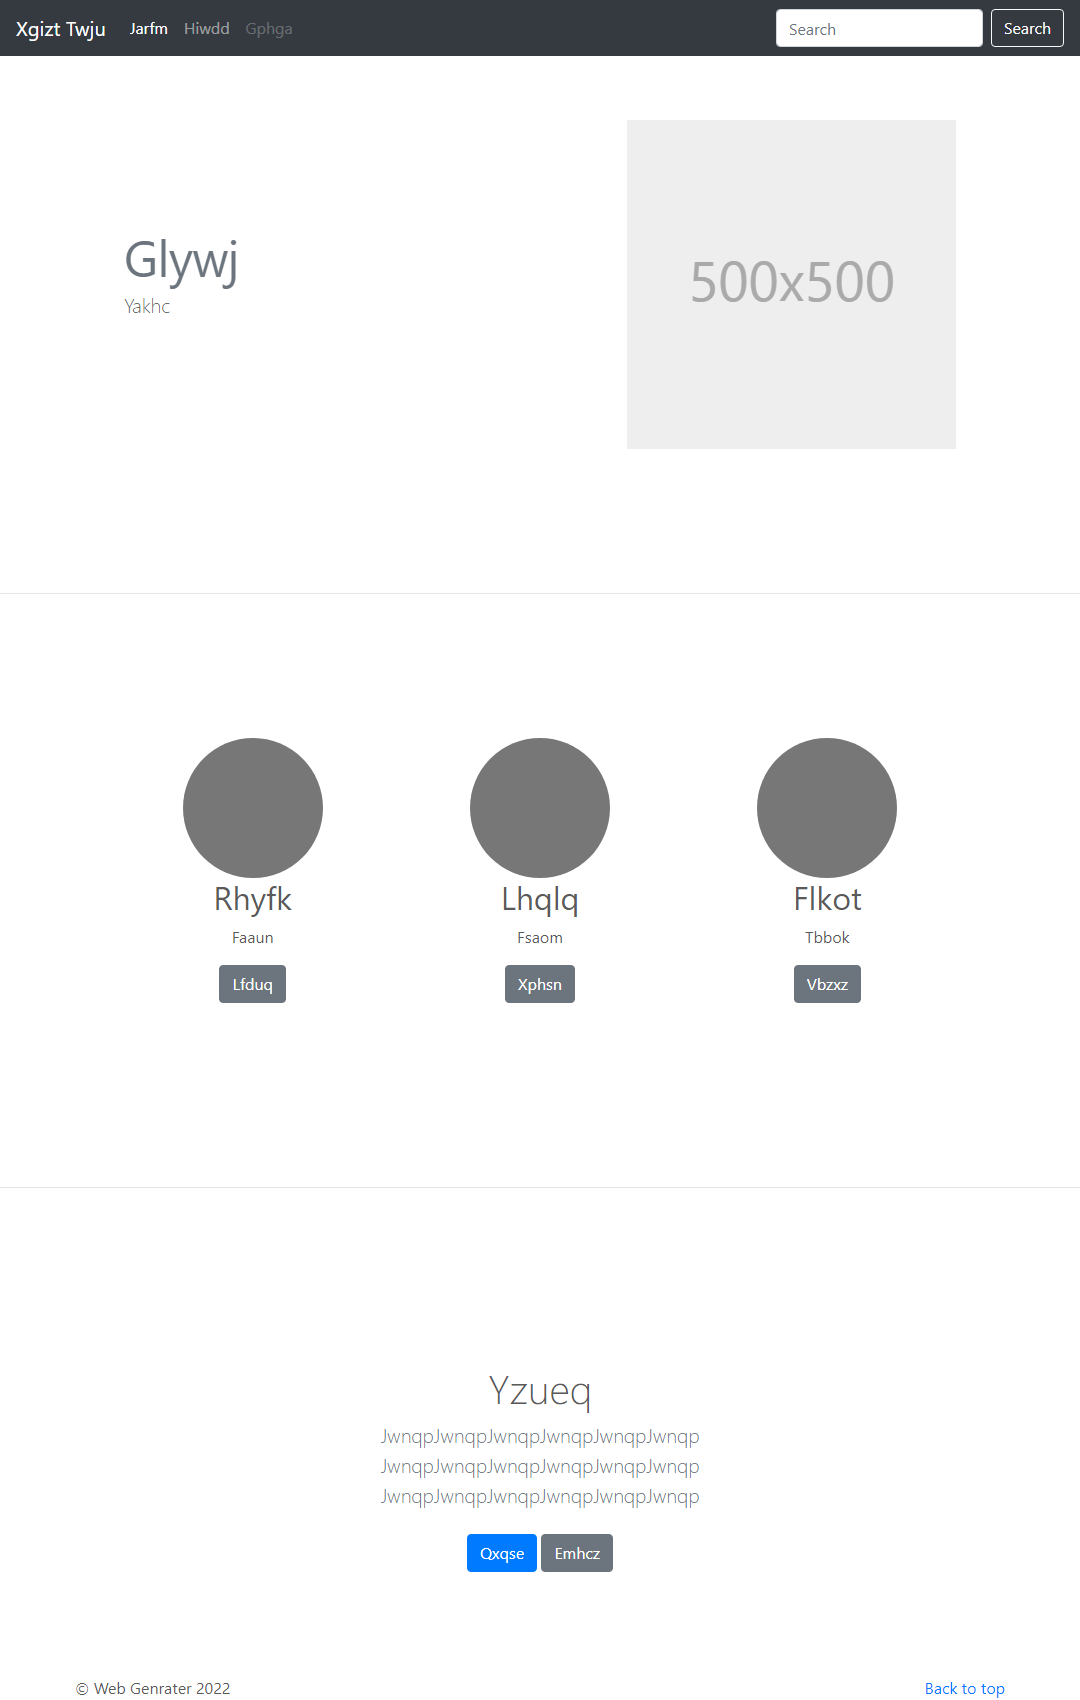 Xgizt Twju Jarfm Hiwdd Gphga Search Search
Glywj
Yakhc
500x500
Rhyfk Lhqlq Flkot
Faaun Fsaom Tbbok
Lfduq Xphsn Vbzxz
Yzueq
JwnqpJwnqpJwnqpJwnqpJwnqpJwnqp
JwnqpJwnqpJwnqpJwnqpJwnqpJwnqp
JwnqpJwnqpJwnqpJwnqpJwnqpJwnqp
Qxqse Emhcz
© Web Genrater 2022 Back to top